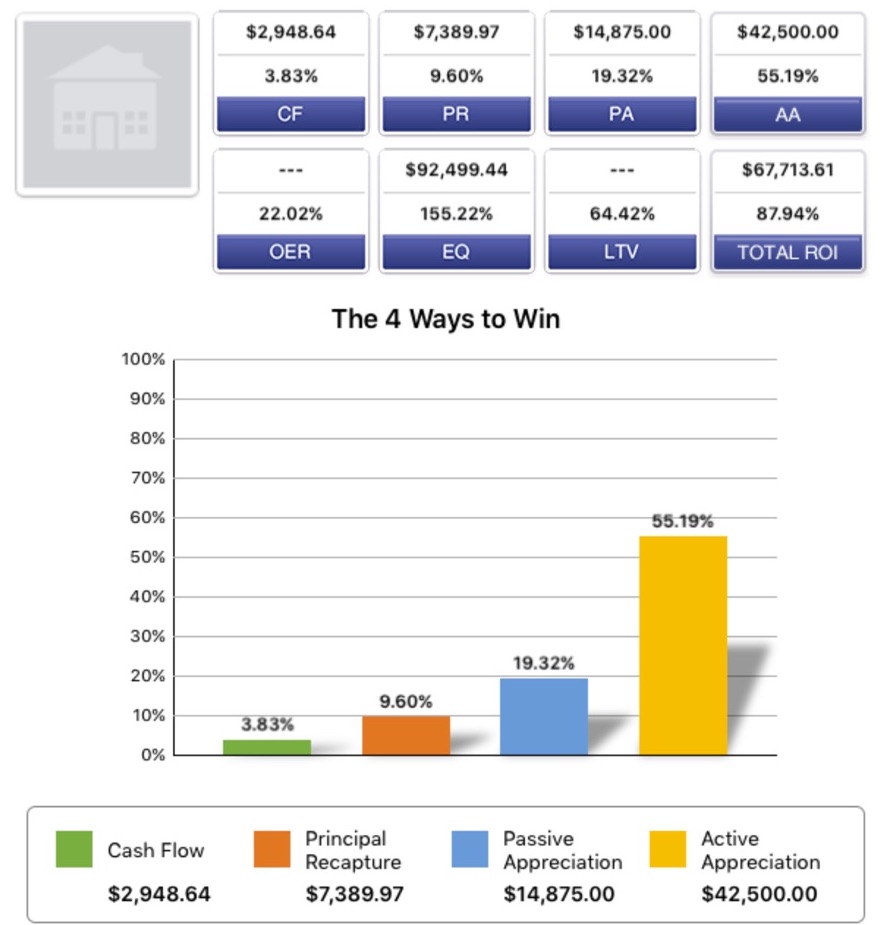 $2,948.64
3.83%
CF
$7,389.97
9.60%
PR
$14,875.00
19.32%
PA
$42,500.00
55.19%
AA
---
22.02%
OER
$92,499.44
155.22%
EQ
---
64.42%
LTV
$67,713.61
87.94%
TOTAL ROI
The 4 Ways to Win
100%
90%
80%
70%
60%
50%
40%
30%
20%
10%
0%
3.83%
9.60%
19.32%
55.19%
Cash Flow
$2,948.64
Principal
Recapture
$7,389.97
Passive
Appreciation
$14,875.00
Active
Appreciation
$42,500.00